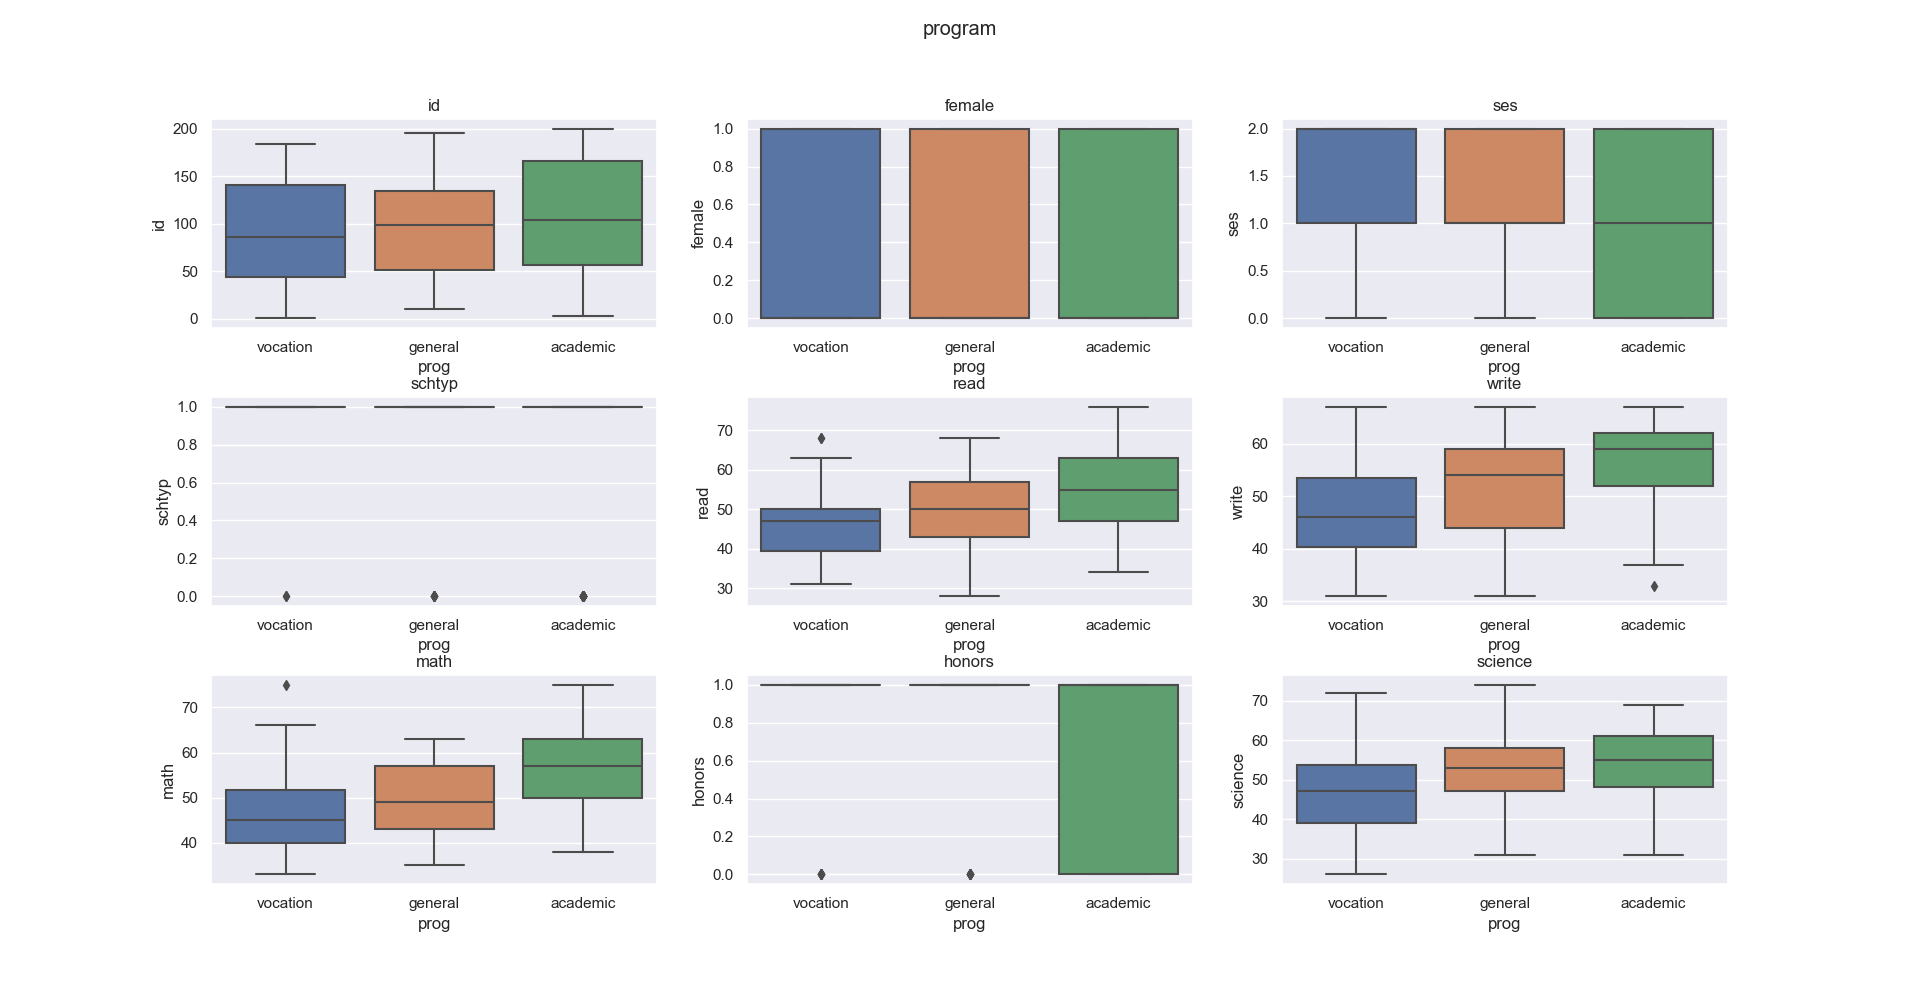 program
id
200
150
100
50
0
id
vocation general academic
prog
female
1.0
0.8
0.6
0.4
0.2
0.0
female
vocation general academic
prog
ses
2.0
1.5
1.0
0.5
0.0
ses
vocation general academic
prog
schtyp
1.0
0.8
0.6
0.4
0.2
0.0
schtyp
vocation general academic
prog
read
70
60
50
40
30
read
vocation general academic
prog
write
60
50
40
30
write
vocation general academic
prog
math
70
60
50
40
math
vocation general academic
prog
honors
1.0
0.8
0.6
0.4
0.2
0.0
honors
vocation general academic
prog
science
70
60
50
40
30
science
vocation general academic
prog